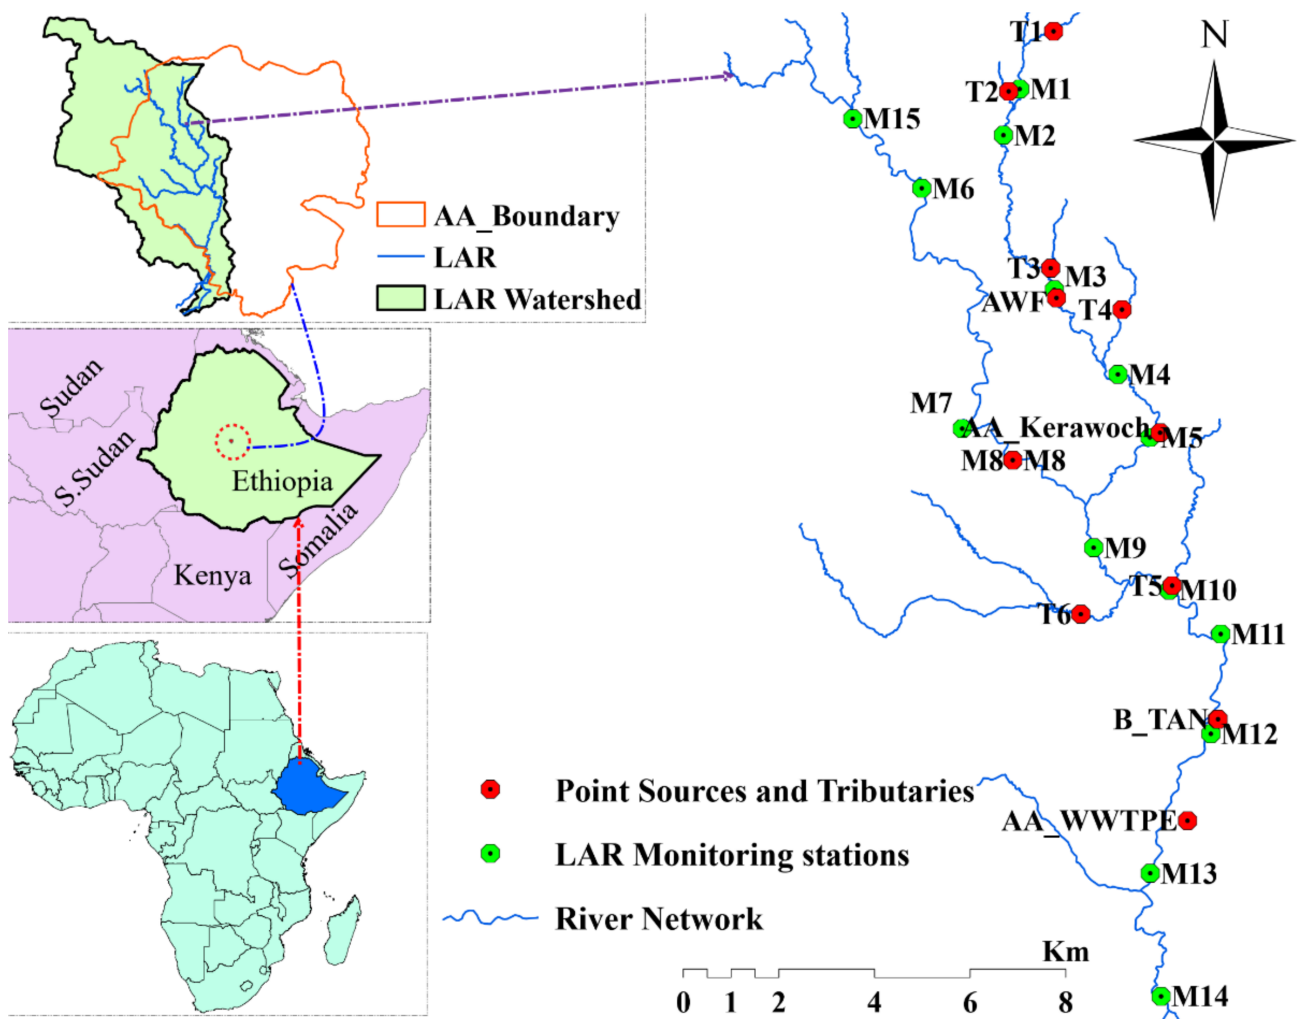 AA_Boundary
LAR
LAR Watershed
Sudan
S.Sudan
Ethiopia
Somalia
Kenya
N
T1
T2
M1
M2
M15
M6
T3
M3
AWF
T4
M4
M7
AA_Kerawoch
M5
M8
M8
M9
T5
M10
T6
M11
B_TAN
M12
AA_WWTPE
M13
M14
Point Sources and Tributaries
LAR Monitoring stations
River Network
Km
0 1 2 4 6 8